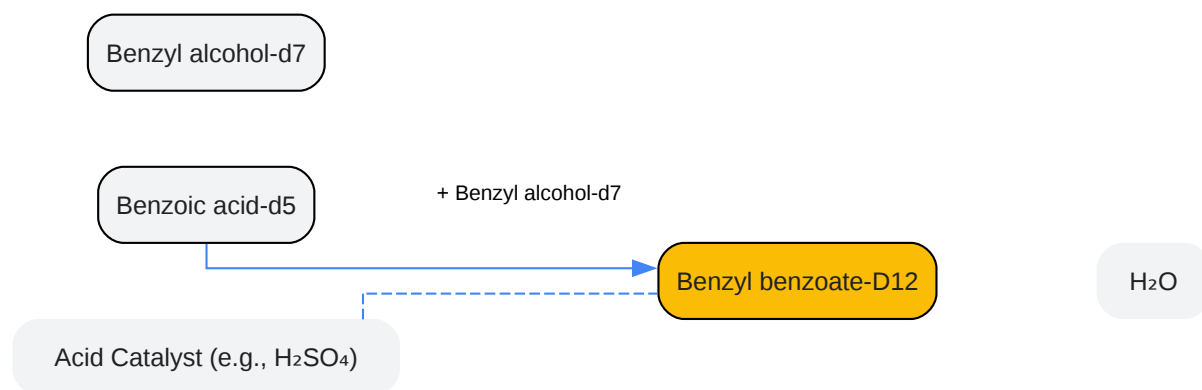 Benzyl alcohol-d7
Benzoic acid-d5
+ Benzyl alcohol-d7
Benzyl benzoate-D12
H₂O
Acid Catalyst (e.g., H₂SO₄)